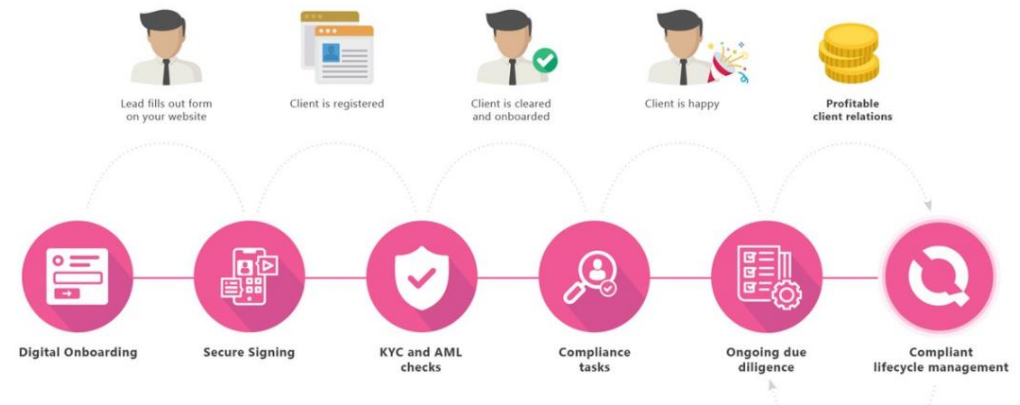 Lead fills out form
on your website
Client is registered
Client is cleared
and onboarded
Client is happy
Profitable
client relations
Digital Onboarding
Secure Signing
KYC and AML
checks
Compliance
tasks
Ongoing due
diligence
Compliant
lifecycle management